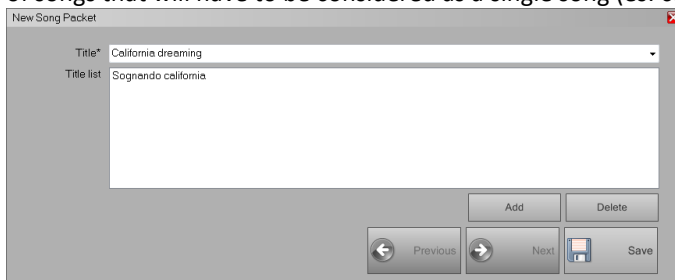 of songs that will have to be considered as a single song (es.
New Song Packet
Title* California dreaming
Title list Sognando california
Add Delete
Previous Next Save